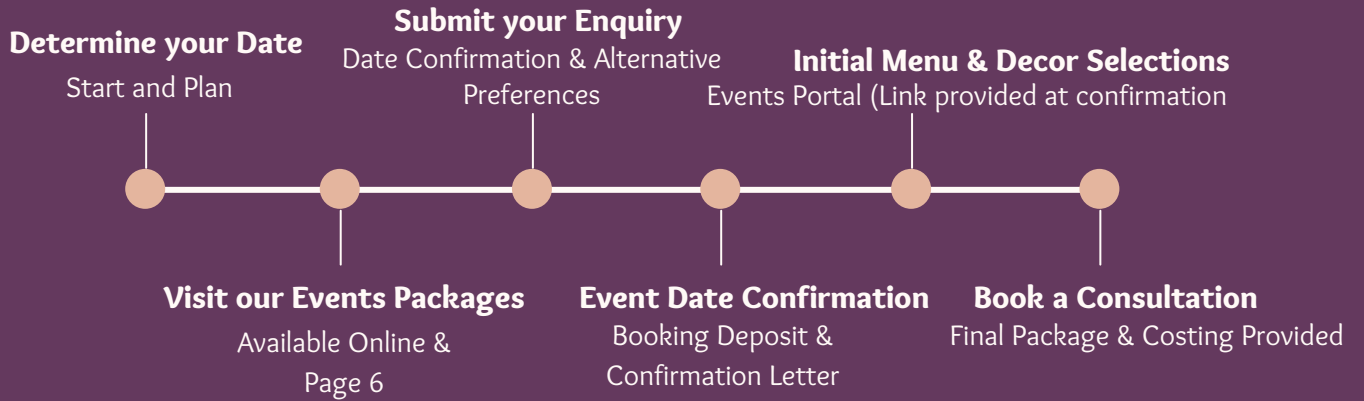 Determine your Date
Start and Plan
Visit our Events Packages
Available Online &
Page 6
Submit your Enquiry
Date Confirmation & Alternative
Preferences
Event Date Confirmation
Booking Deposit &
Confirmation Letter
Initial Menu & Decor Selections
Events Portal (Link provided at confirmation
Book a Consultation
Final Package & Costing Provided